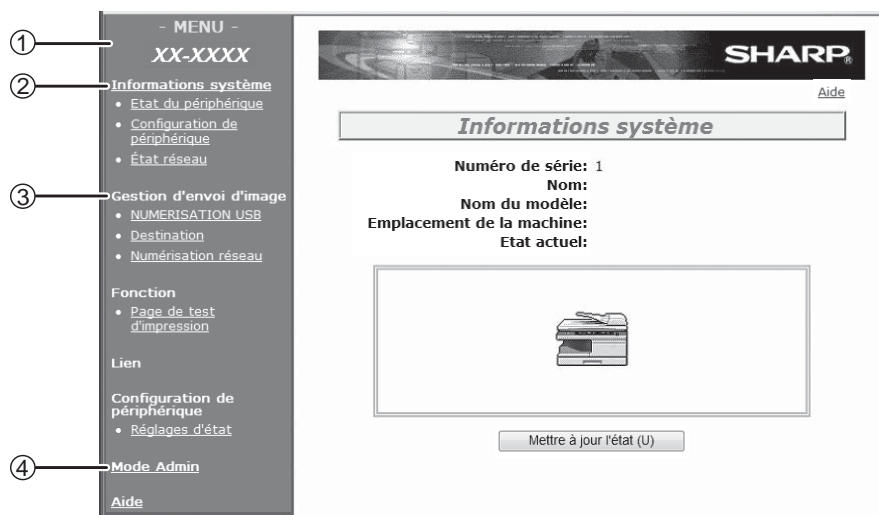 - MENU -
XX-XXXX
Informations système
• Etat du périphérique
• Configuration de
périphérique
• État réseau
Gestion d'envoi d'image
• NUMERISATION USB
• Destination
• Numérisation réseau
Fonction
• Page de test
d'impression
Lien
Configuration de
périphérique
• Réglages d'état
Mode Admin
Aide
1
2
3
4
SHARP®
Aide
Informations système
Numéro de série: 1
Nom:
Nom du modèle:
Emplacement de la machine:
Etat actuel:
Mettre à jour l'état (U)